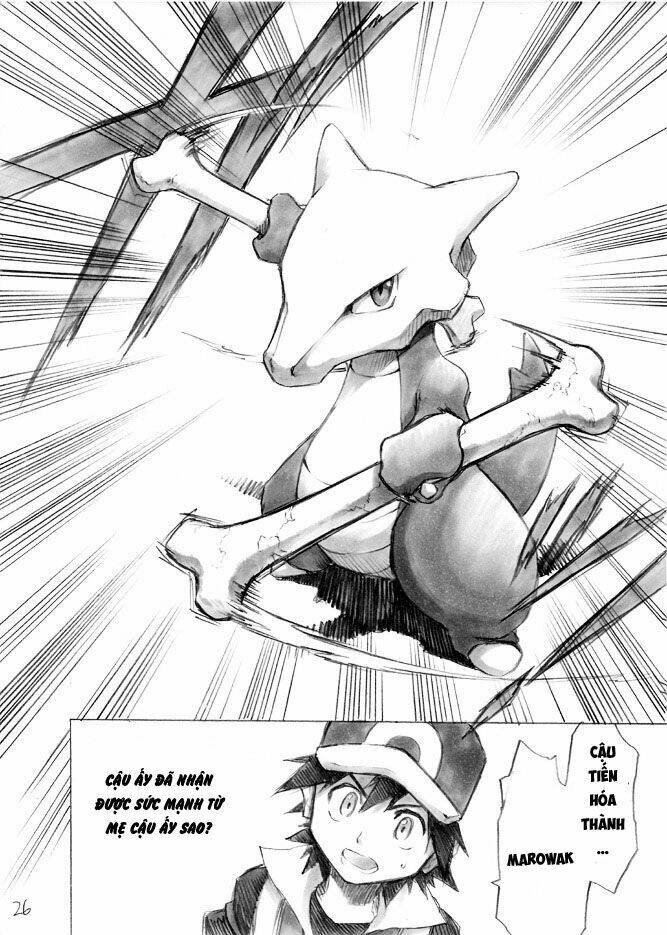 CẬU
TIẾN
HÓA
THÀNH
...
MAROWAK
CẬU ẤY ĐÃ NHẬN
ĐƯỢC SỨC MẠNH TỪ
MẸ CẬU ẤY SAO?
26